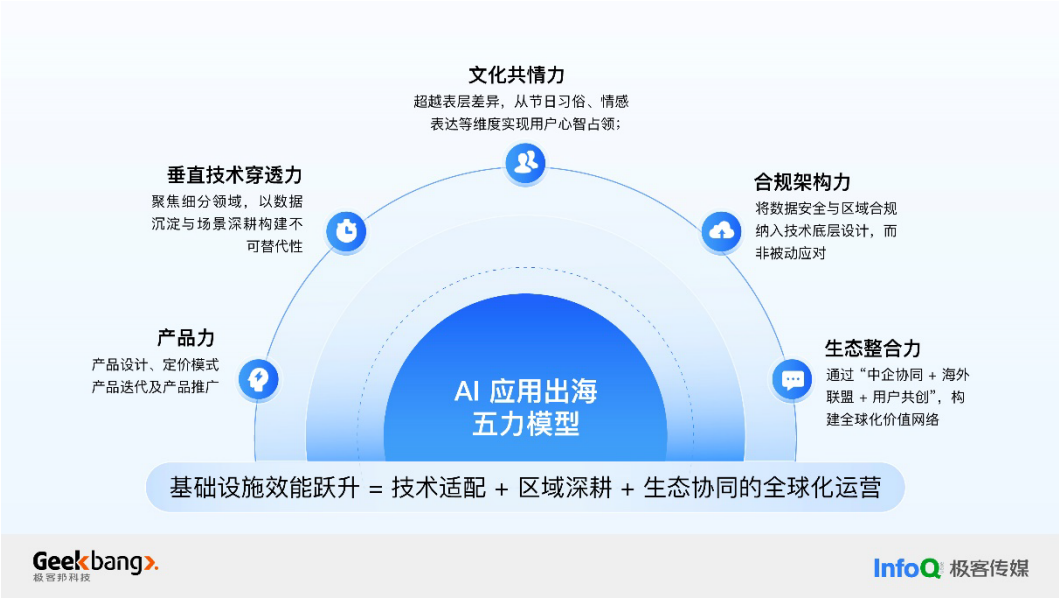 文化共情力
超越表层差异，从节日习俗、情感
表达等维度实现用户心智占领；
垂直技术穿透力
聚焦细分领域，以数据
沉淀与场景深耕构建不
可替代性
合规架构力
将数据安全与区域合规
纳入技术底层设计，而
非被动应对
产品力
产品设计、定价模式
产品迭代及产品推广
生态整合力
通过“中企协同 + 海外
联盟 + 用户共创”，构
建全球化价值网络
AI 应用出海
五力模型
基础设施效能跃升 = 技术适配 + 区域深耕 + 生态协同的全球化运营
Geekbang
极客邦科技
InfoQ 极客传媒